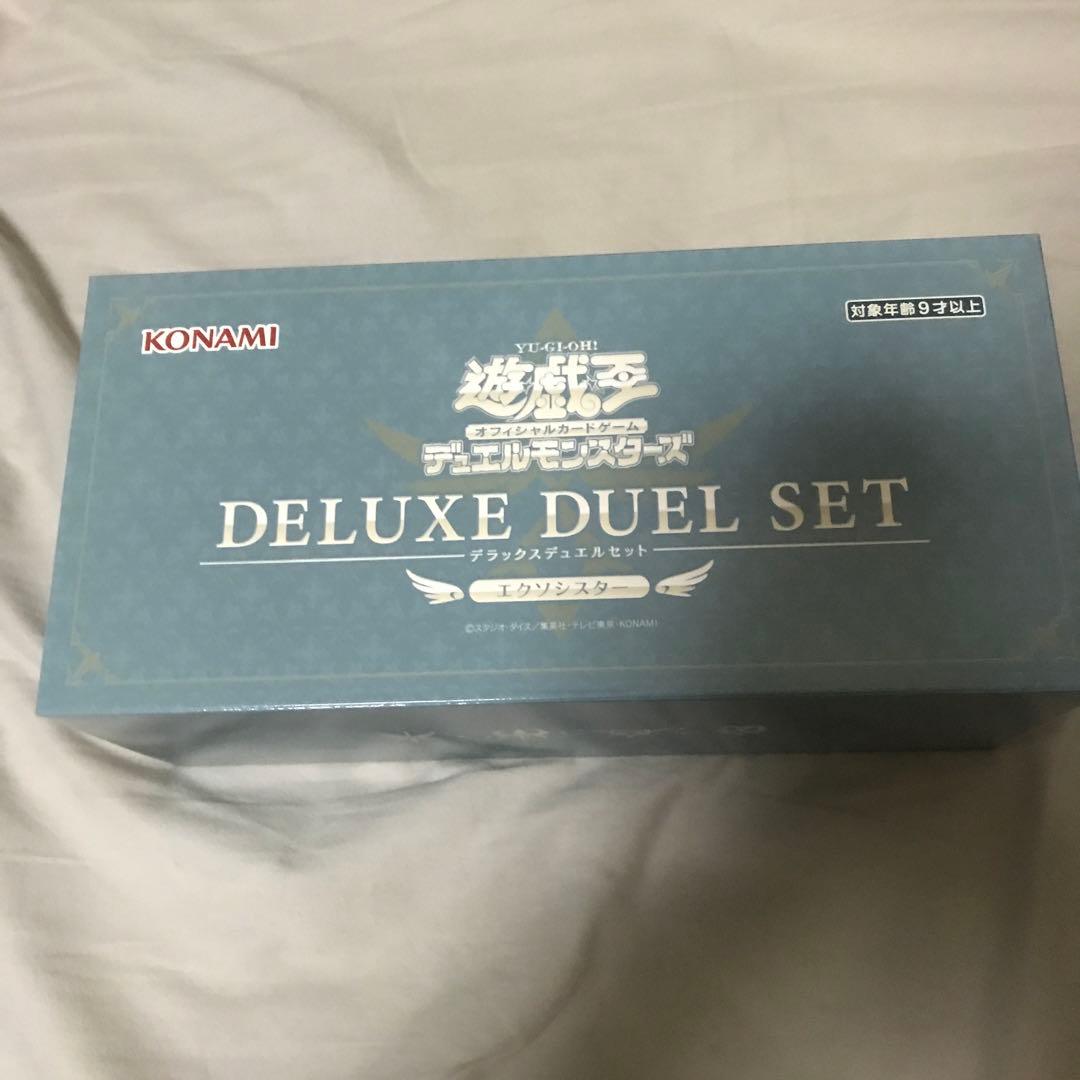 KONAMI
対象年齢9才以上
YU-GI-OH!
遊戯王
オフィシャルカードゲーム
デュエルモンスターズ
DELUXE DUEL SET
デラックスデュエルセット
エクソシスター
©スタジオ・ダイス/集英社・テレビ東京・KONAMI